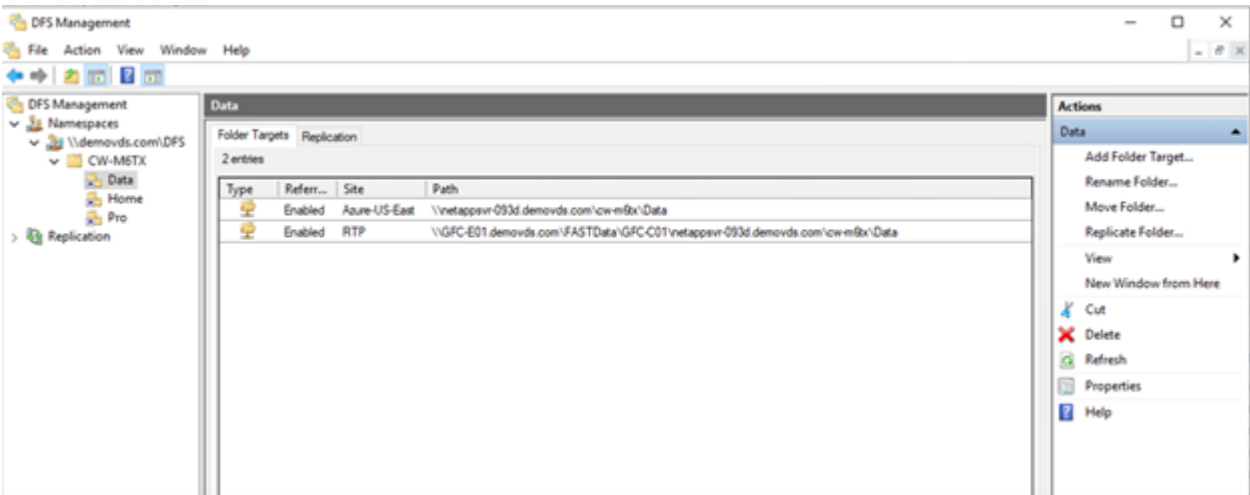 DFS Management
File Action View Window Help
DFS Management
Namespaces
\\demovds.com\DFS
CW-M6TX
Data
Home
Pro
Replication
Data
Folder Targets Replication
2 entries
Type Referr... Site Path
Enabled Azure-US-East \\netappsvr-093d.demovds.com\cw-m6tx\Data
Enabled RTP \\GFC-E01.demovds.com\FASTData\GFC-C01\netappsvr-093d.demovds.com\cw-m6tx\Data
Actions
Data
Add Folder Target...
Rename Folder...
Move Folder...
Replicate Folder...
View
New Window from Here
Cut
Delete
Refresh
Properties
Help